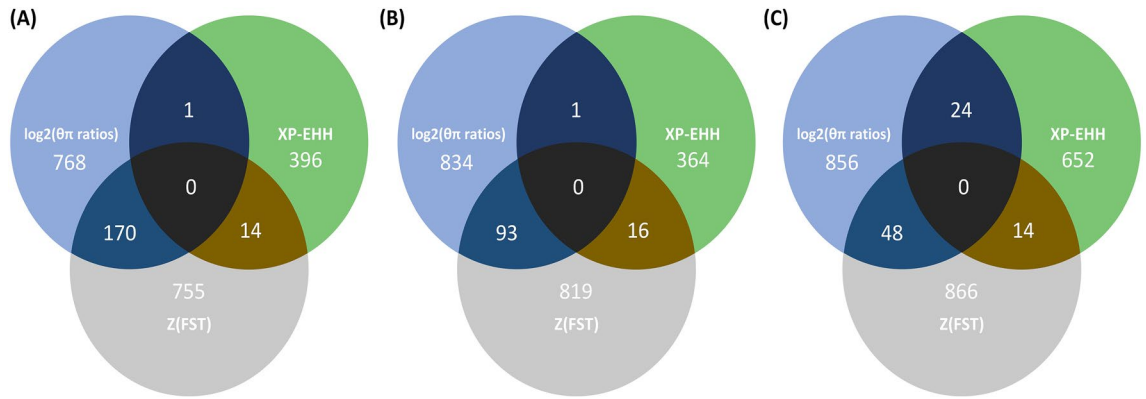 (A)
1
log2(θπ ratios)
768
XP-EHH
396
0
170
14
755
Z(FST)
(B)
1
log2(θπ ratios)
834
XP-EHH
364
0
93
16
819
Z(FST)
(C)
24
log2(θπ ratios)
856
XP-EHH
652
0
48
14
866
Z(FST)